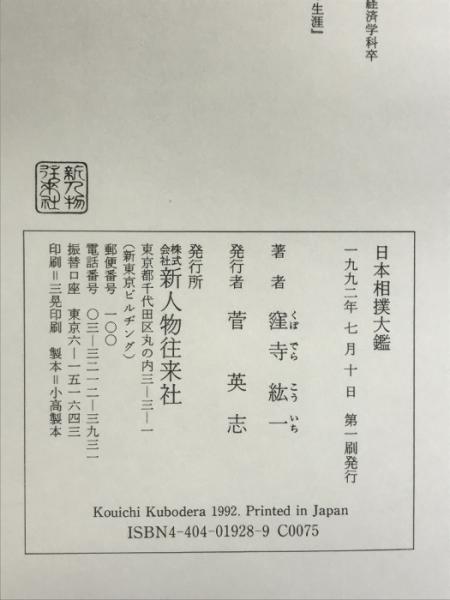 経済学科卒
生涯』
新人物
往来社
日本相撲大鑑
一九九二年七月十日 第一刷発行
著者 窪寺紘一
くぼ でら こう いち
発行者 菅英志
発行所
株式会社 新人物往来社
東京都千代田区丸の内三―三―一
(新東京ビルヂング)
郵便番号 一〇〇
電話番号 〇三―三二一二―三九三一
振替口座 東京六―一五一六四三
印刷=三晃印刷 製本=小高製本
Kouichi Kubodera 1992. Printed in Japan
ISBN4-404-01928-9 C0075